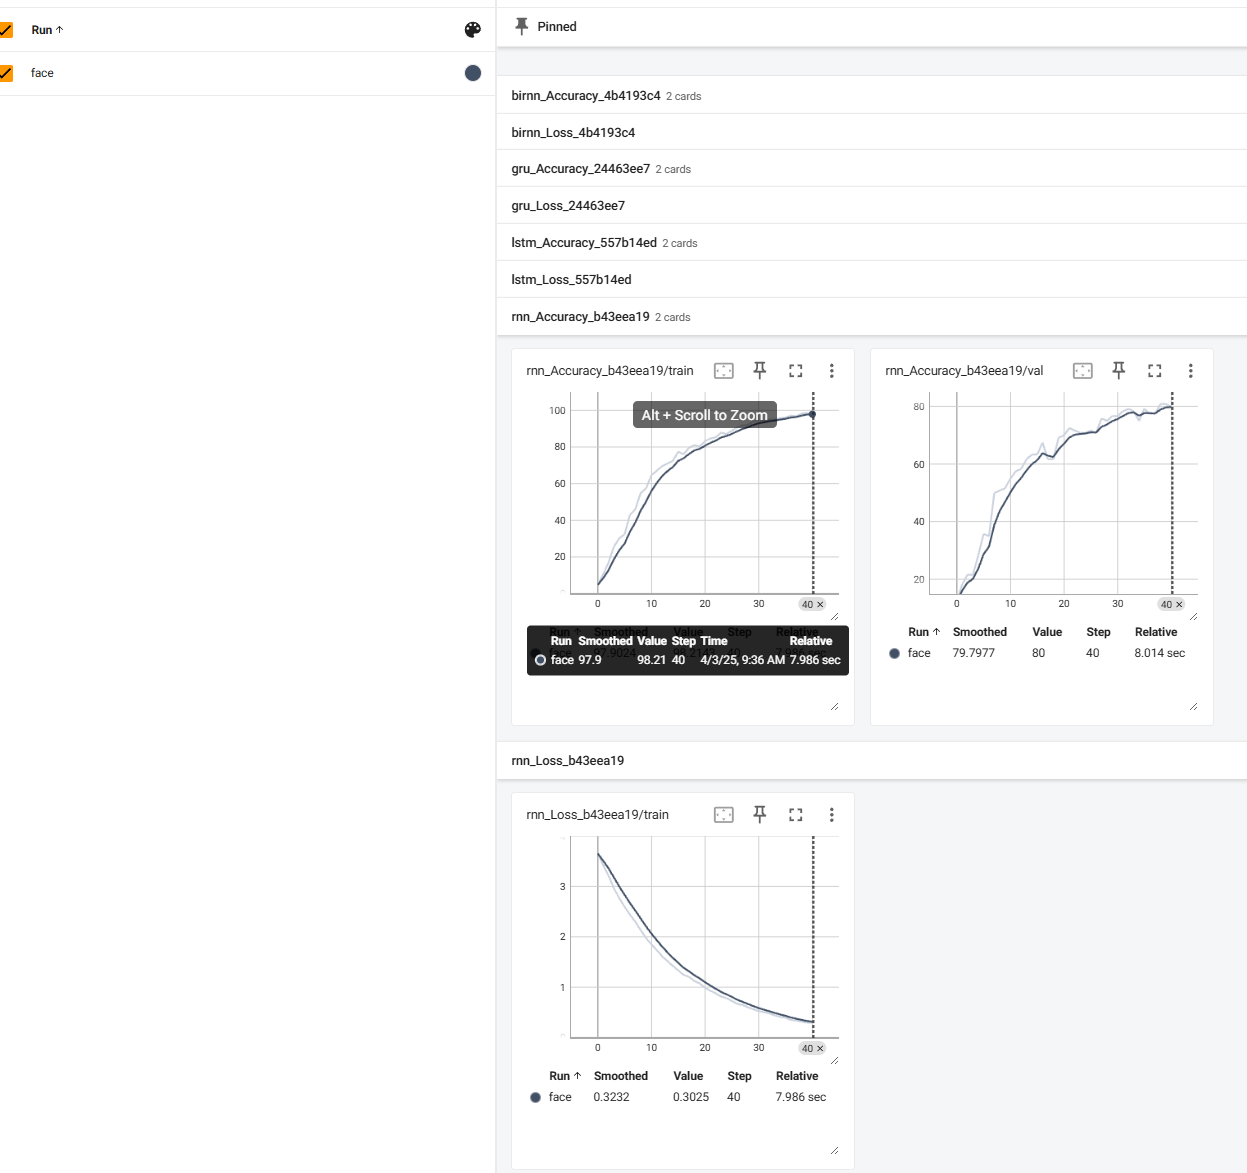 Run ↑
face
Pinned
birnn_Accuracy_4b4193c4 2 cards
birnn_Loss_4b4193c4
gru_Accuracy_24463ee7 2 cards
gru_Loss_24463ee7
lstm_Accuracy_557b14ed 2 cards
lstm_Loss_557b14ed
rnn_Accuracy_b43eea19 2 cards
rnn_Accuracy_b43eea19/train
Alt + Scroll to Zoom
100
80
60
40
20
0 10 20 30 40 ×
Run ↑ Smoothed Value Step Relative
Run Smoothed Value Step Time Relative
face 97.9 98.21 40 4/3/25, 9:36 AM 7.986 sec
rnn_Accuracy_b43eea19/val
80
60
40
20
0 10 20 30 40 ×
Run ↑ Smoothed Value Step Relative
face 79.7977 80 40 8.014 sec
rnn_Loss_b43eea19
rnn_Loss_b43eea19/train
3
2
1
0 10 20 30 40 ×
Run ↑ Smoothed Value Step Relative
face 0.3232 0.3025 40 7.986 sec